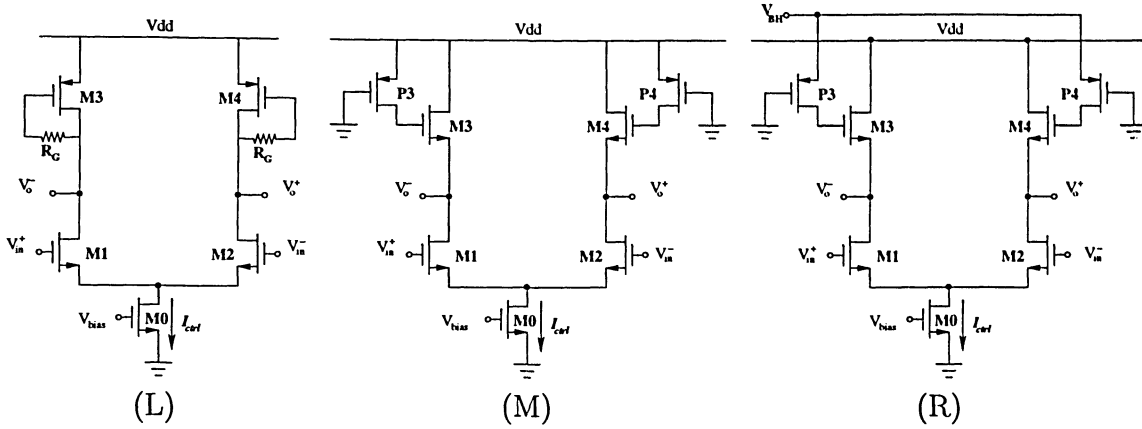 Vdd
M3
M4
R_G
R_G
V_o^-
V_o^+
V_in^+
M1
M2
V_in^-
V_bias
M0
I_ctrl
(L)
Vdd
P3
P4
M3
M4
V_o^-
V_o^+
V_in^+
M1
M2
V_in^-
V_bias
M0
I_ctrl
(M)
V_BH
Vdd
P3
P4
M3
M4
V_o^-
V_o^+
V_in^+
M1
M2
V_in^-
V_bias
M0
I_ctrl
(R)